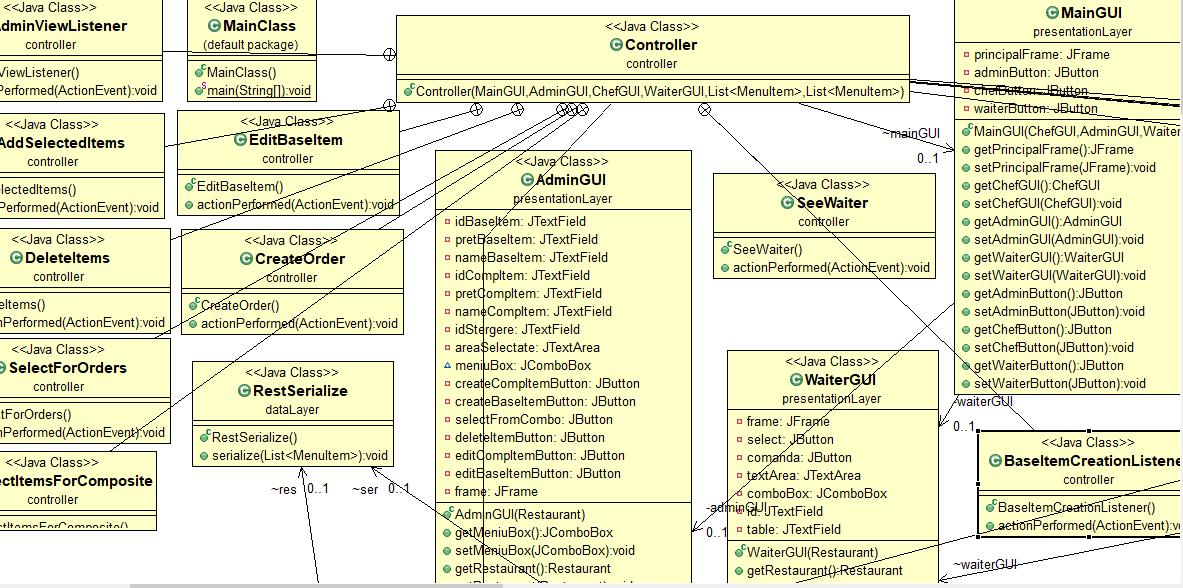 <<Java Class>>
AdminViewListener
controller
ViewListener()
Performed(ActionEvent):void
<<Java Class>>
MainClass
(default package)
MainClass()
main(String[]):void
<<Java Class>>
Controller
controller
Controller(MainGUI,AdminGUI,ChefGUI,WaiterGUI,List<MenuItem>,List<MenuItem>)
MainGUI
presentationLayer
principalFrame: JFrame
adminButton: JButton
chefButton: JButton
waiterButton: JButton
MainGUI(ChefGUI,AdminGUI,Waiter
getPrincipalFrame():JFrame
setPrincipalFrame(JFrame):void
getChefGUI():ChefGUI
setChefGUI(ChefGUI):void
getAdminGUI():AdminGUI
setAdminGUI(AdminGUI):void
getWaiterGUI():WaiterGUI
setWaiterGUI(WaiterGUI):void
getAdminButton():JButton
setAdminButton(JButton):void
getChefButton():JButton
setChefButton(JButton):void
getWaiterButton():JButton
setWaiterButton(JButton):void
~mainGUI
0..1
<<Java Class>>
AddSelectedItems
controller
electedItems()
Performed(ActionEvent):void
<<Java Class>>
EditBaseItem
controller
EditBaseItem()
actionPerformed(ActionEvent):void
<<Java Class>>
AdminGUI
presentationLayer
idBaseItem: JTextField
pretBaseItem: JTextField
nameBaseItem: JTextField
idCompItem: JTextField
pretCompItem: JTextField
nameCompItem: JTextField
idStergere: JTextField
areaSelectate: JTextArea
meniuBox: JComboBox
createCompItemButton: JButton
createBaseItemButton: JButton
selectFromCombo: JButton
deleteItemButton: JButton
editCompItemButton: JButton
editBaseItemButton: JButton
frame: JFrame
AdminGUI(Restaurant)
getMeniuBox():JComboBox
setMeniuBox(JComboBox):void
getRestaurant():Restaurant
<<Java Class>>
SeeWaiter
controller
SeeWaiter()
actionPerformed(ActionEvent):void
<<Java Class>>
DeleteItems
controller
eItems()
nPerformed(ActionEvent):void
<<Java Class>>
CreateOrder
controller
CreateOrder()
actionPerformed(ActionEvent):void
<<Java Class>>
SelectForOrders
controller
ctForOrders()
nPerformed(ActionEvent):void
<<Java Class>>
RestSerialize
dataLayer
RestSerialize()
serialize(List<MenuItem>):void
~res
0..1
~ser
0..1
<<Java Class>>
WaiterGUI
presentationLayer
frame: JFrame
select: JButton
comanda: JButton
textArea: JTextArea
comboBox: JComboBox
id: JTextField
table: JTextField
WaiterGUI(Restaurant)
getRestaurant():Restaurant
-adminGUI
0..1
-waiterGUI
0..1
<<Java Class>>
BaseItemCreationListene
controller
BaseItemCreationListener()
actionPerformed(ActionEvent):v
~waiterGUI
<<Java Class>>
ectItemsForComposite
controller
ectItemsForComposite()